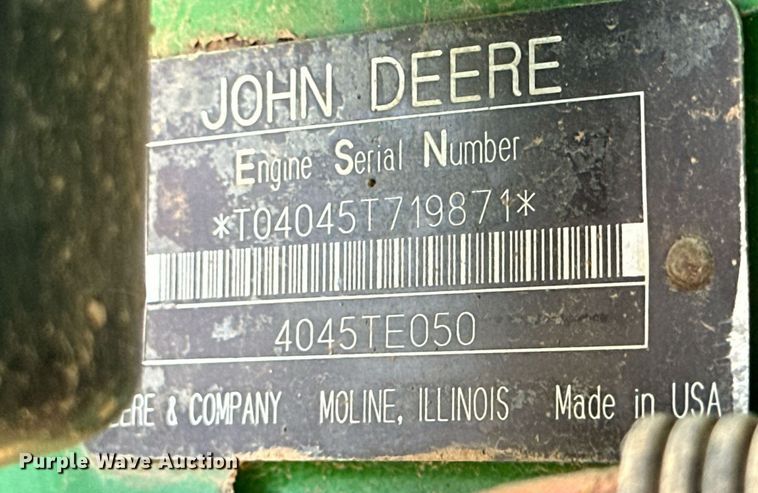 JOHN DEERE
Engine Serial Number
*T04045T719871*
4045TE050
ERE & COMPANY MOLINE, ILLINOIS Made in USA
Purple Wave Auction